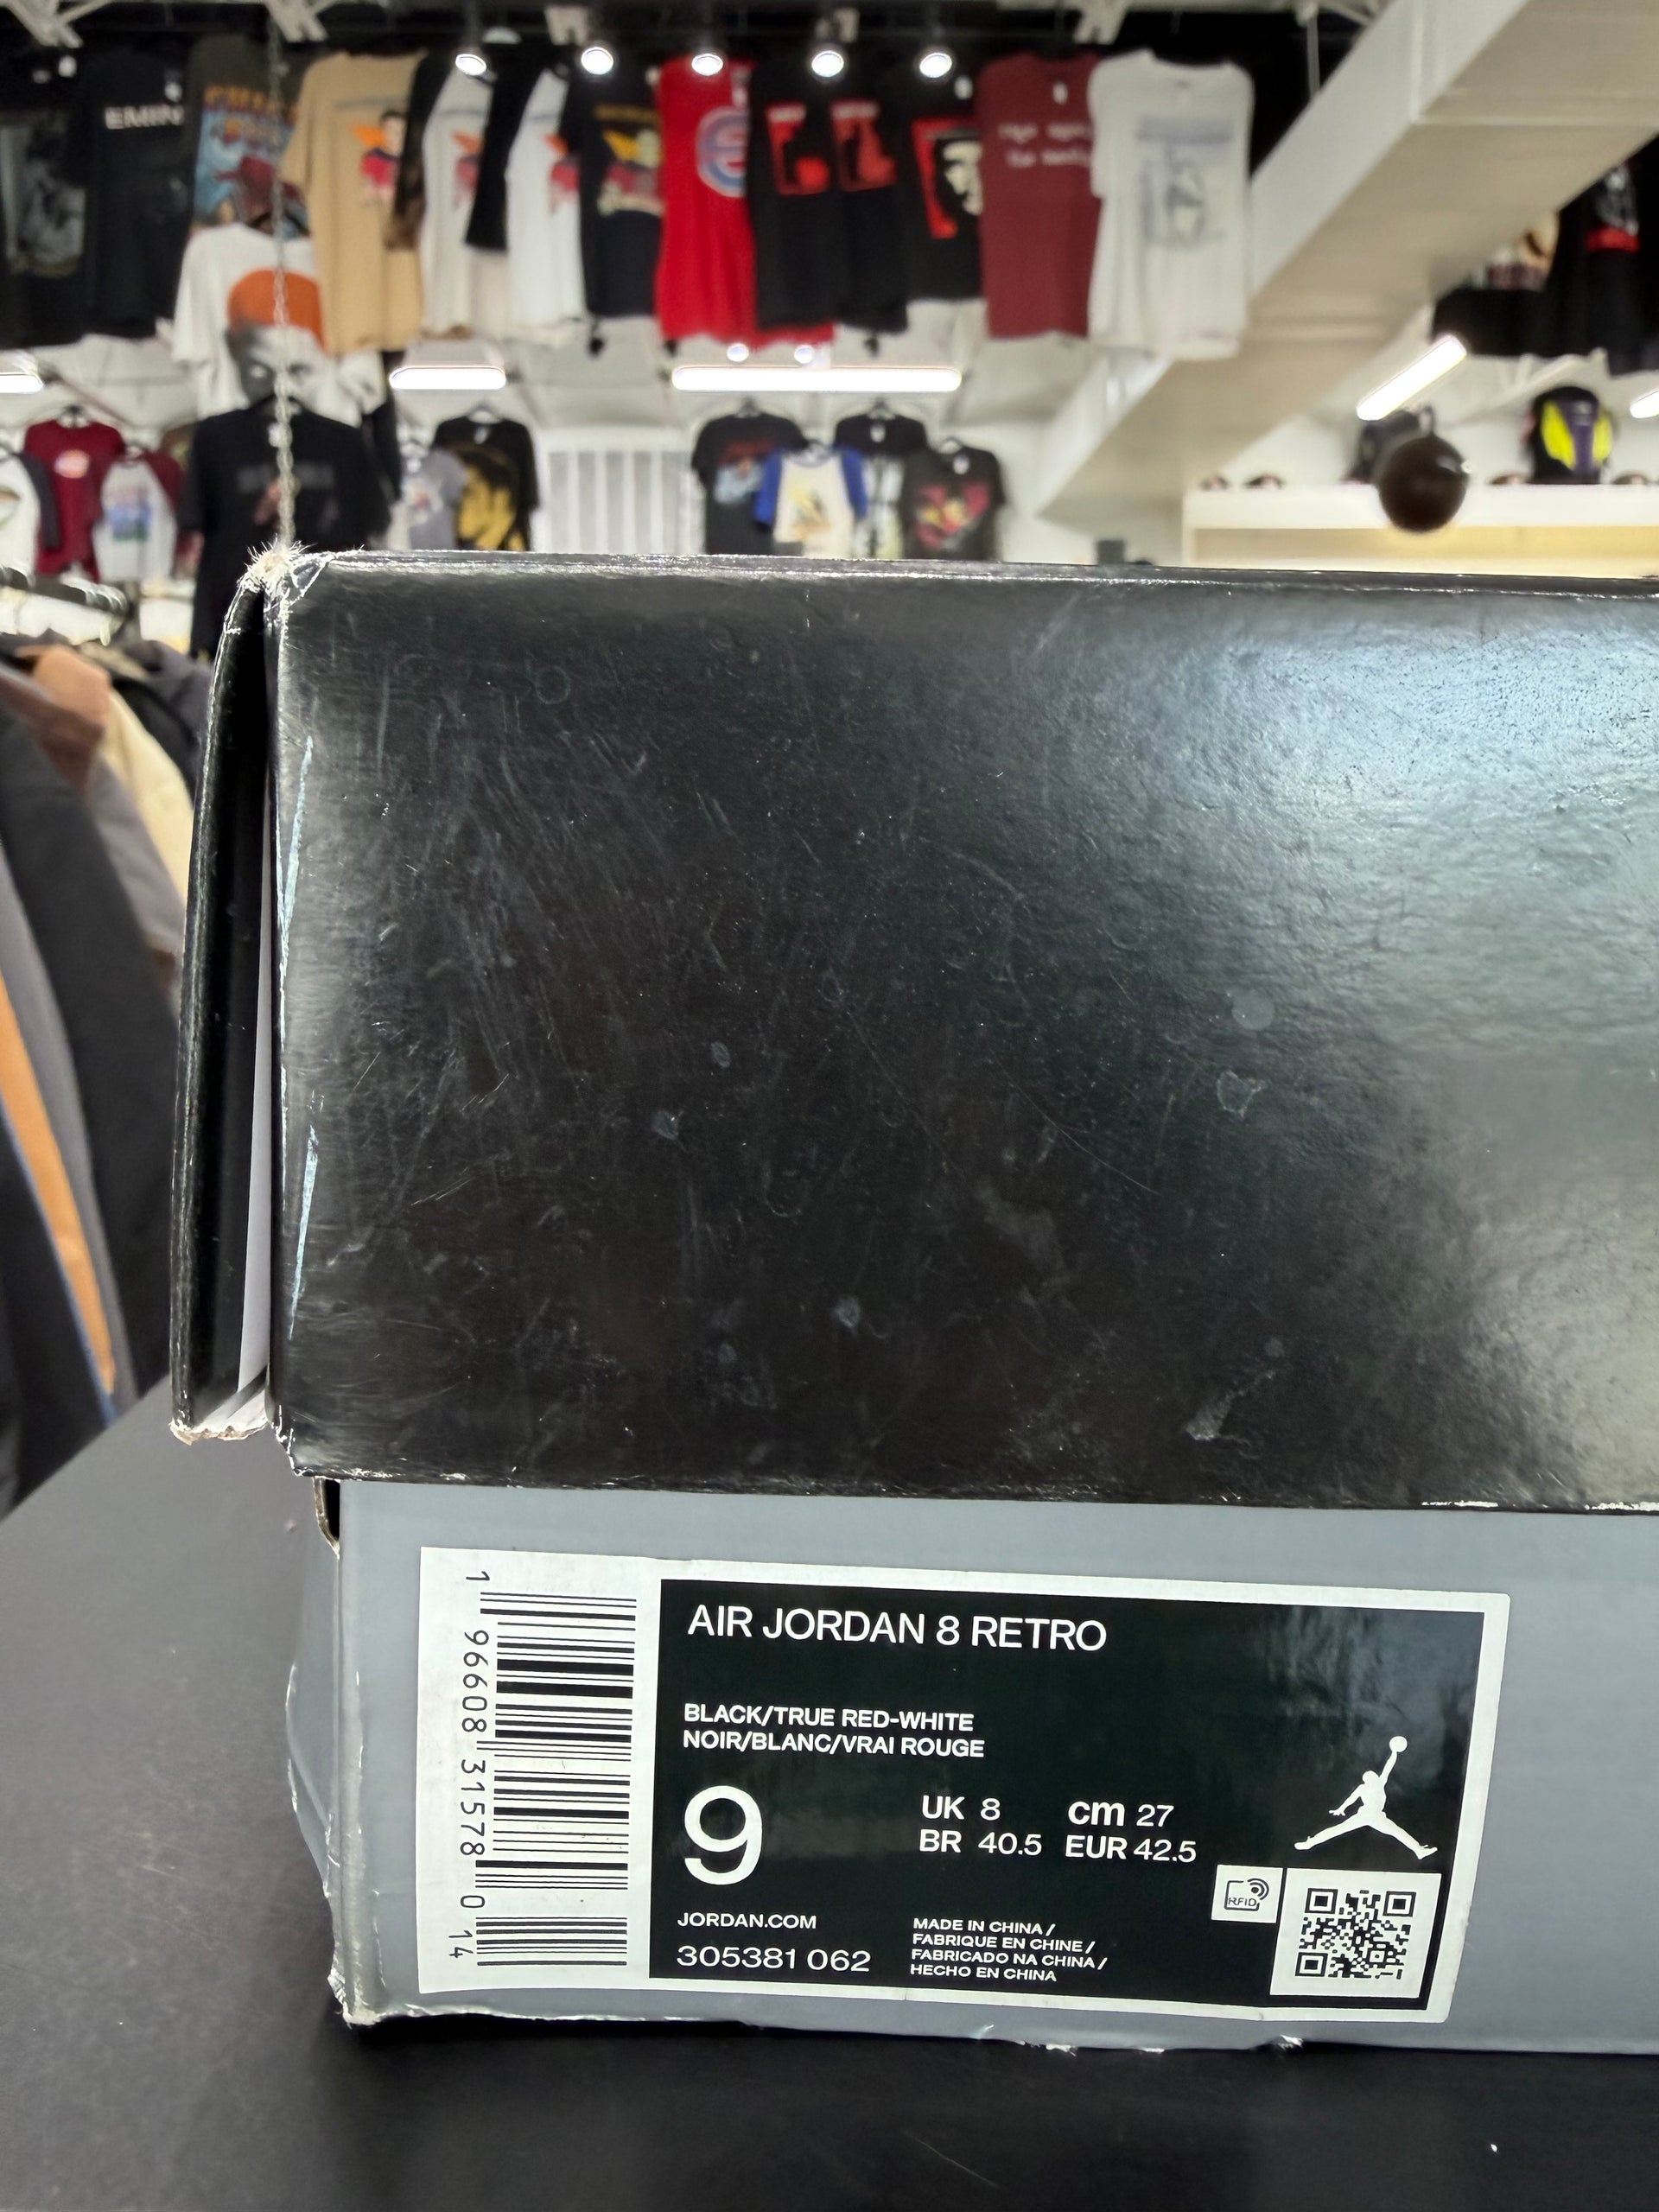 EMIN
AIR JORDAN 8 RETRO
BLACK/TRUE RED-WHITE
NOIR/BLANC/VRAI ROUGE
9
UK 8 cm 27
BR 40.5 EUR 42.5
RFID
JORDAN.COM
305381 062
MADE IN CHINA /
FABRIQUE EN CHINE /
FABRICADO NA CHINA /
HECHO EN CHINA
1 96608 31578 0 14